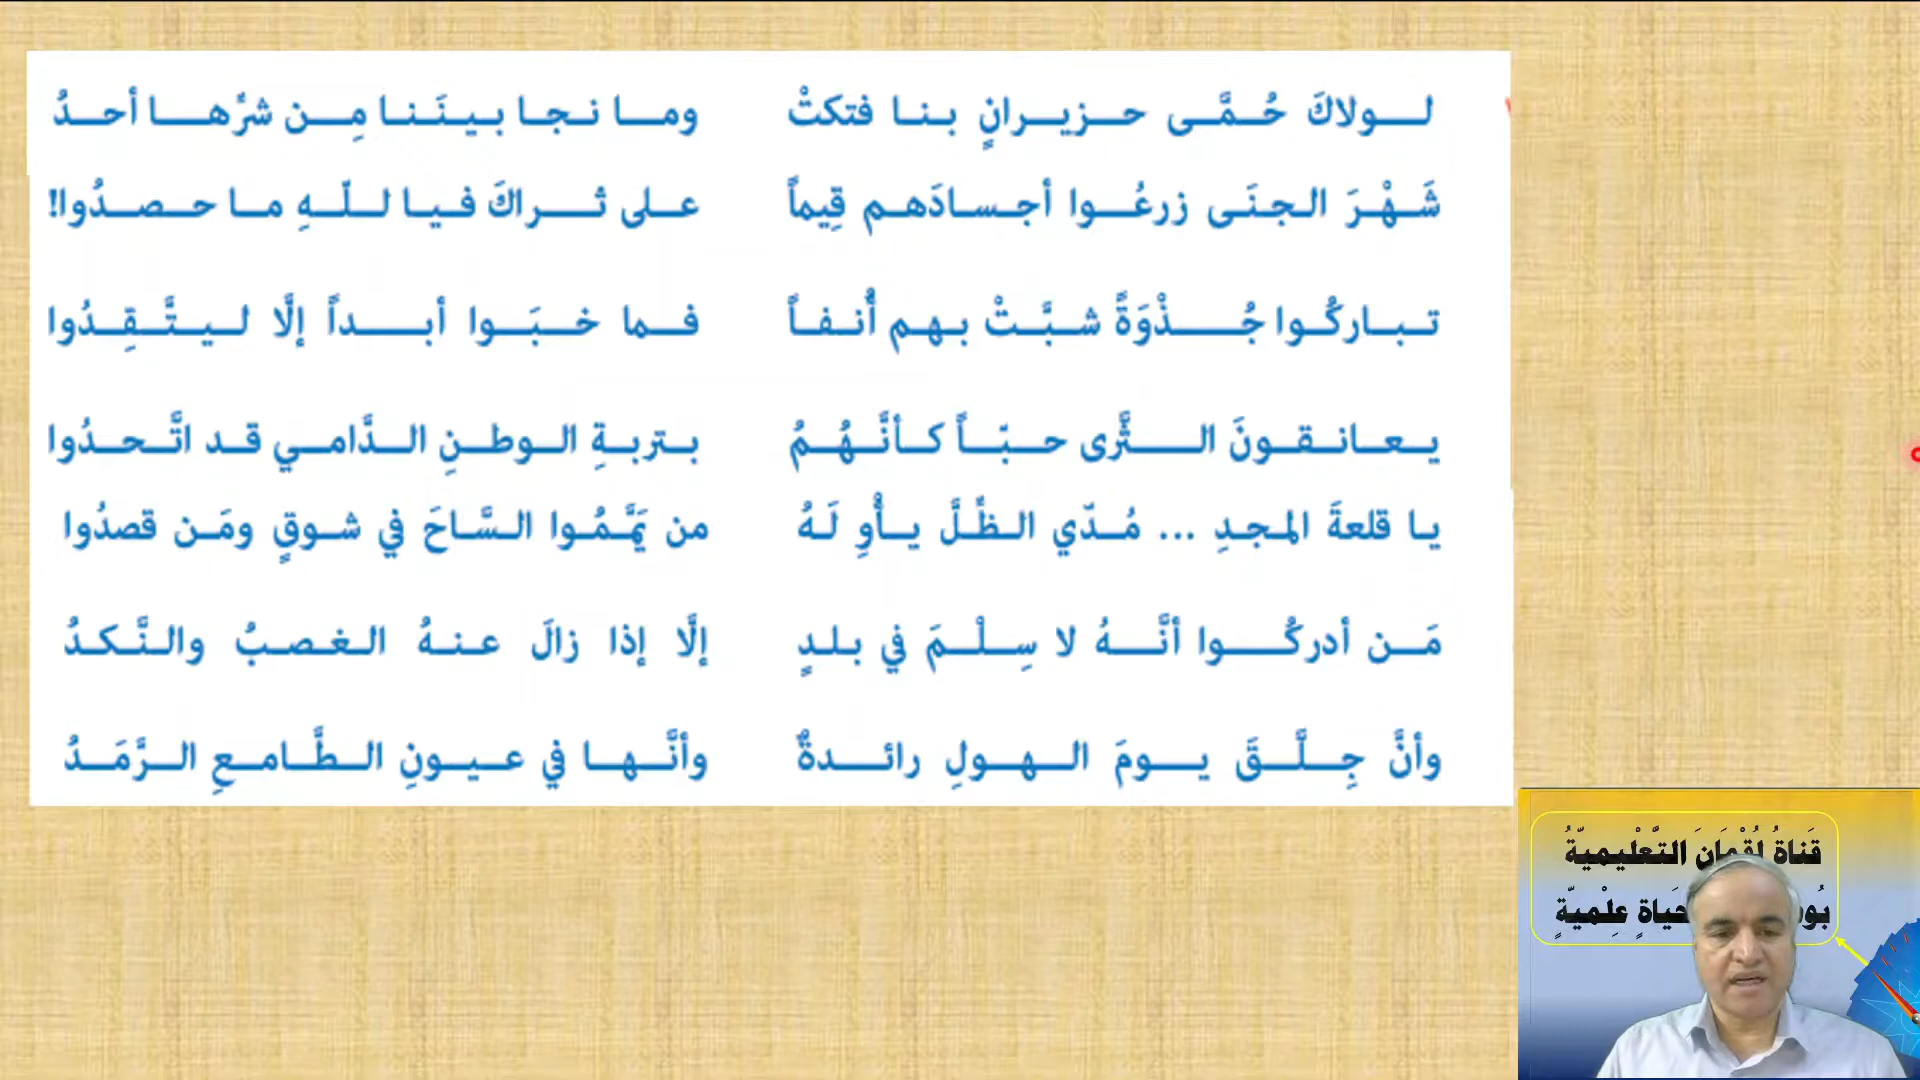 لولاكَ حُمَّى حزيرانٍ بنا فتكتْ وما نجا بينَنا مِن شرِّها أحدُ
شَهْرَ الجنَى زرعُوا أجسادَهم قِيماً على ثراكَ فيا للّهِ ما حصدُوا!
تباركُوا جُذْوَةً شبَّتْ بهم أُنفاً فما خبَوا أبداً إلَّا ليتَّقِدُوا
يعانقونَ الثَّرى حبّاً كأنَّهُمُ بتربةِ الوطنِ الدَّامي قد اتَّحدُوا
يا قلعةَ المجدِ ... مُدّي الظلَّ يأوِ لَهُ من يَمَّمُوا السَّاحَ في شوقٍ ومَن قصدُوا
مَن أدركُوا أنَّهُ لا سِلْمَ في بلدٍ إلَّا إذا زالَ عنهُ الغصبُ والنَّكدُ
وأنَّ جِلَّقَ يومَ الهولِ رائدةٌ وأنَّها في عيونِ الطَّامعِ الرَّمَدُ
قَناةُ لُقْمَانَ التَّعْلِيميّةُ
حَياةٍ عِلْميّةٍ